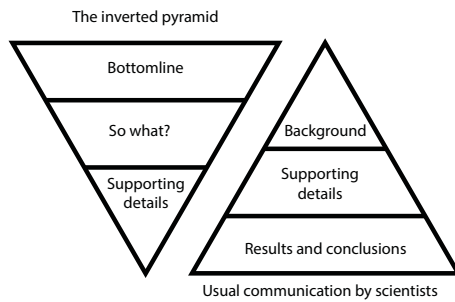 The inverted pyramid
Bottomline
So what?
Supporting
details
Background
Supporting
details
Results and conclusions
Usual communication by scientists